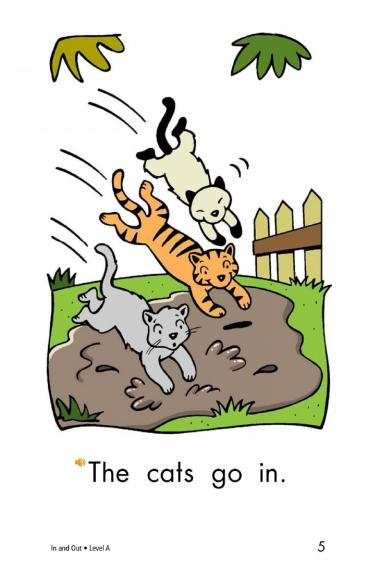 The cats go in.
In and Out • Level A
5